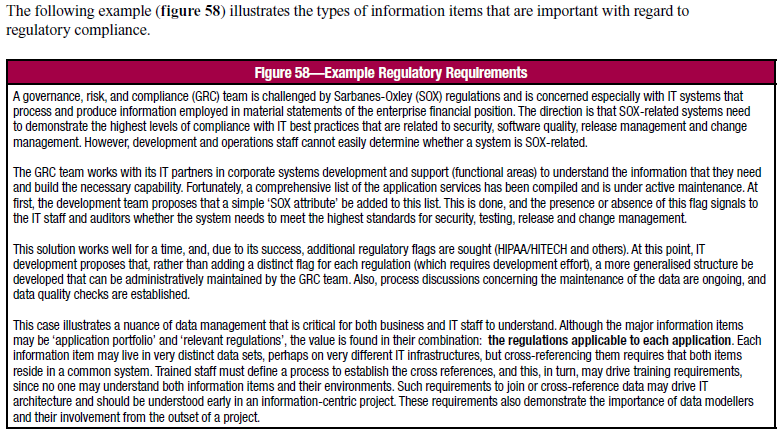 The following example (figure 58) illustrates the types of information items that are important with regard to
regulatory compliance.
Figure 58—Example Regulatory Requirements
A governance, risk, and compliance (GRC) team is challenged by Sarbanes-Oxley (SOX) regulations and is concerned especially with IT systems that
process and produce information employed in material statements of the enterprise financial position. The direction is that SOX-related systems need
to demonstrate the highest levels of compliance with IT best practices that are related to security, software quality, release management and change
management. However, development and operations staff cannot easily determine whether a system is SOX-related.
The GRC team works with its IT partners in corporate systems development and support (functional areas) to understand the information that they need
and build the necessary capability. Fortunately, a comprehensive list of the application services has been compiled and is under active maintenance. At
first, the development team proposes that a simple ‘SOX attribute’ be added to this list. This is done, and the presence or absence of this flag signals to
the IT staff and auditors whether the system needs to meet the highest standards for security, testing, release and change management.
This solution works well for a time, and, due to its success, additional regulatory flags are sought (HIPAA/HITECH and others). At this point, IT
development proposes that, rather than adding a distinct flag for each regulation (which requires development effort), a more generalised structure be
developed that can be administratively maintained by the GRC team. Also, process discussions concerning the maintenance of the data are ongoing, and
data quality checks are established.
This case illustrates a nuance of data management that is critical for both business and IT staff to understand. Although the major information items
may be ‘application portfolio’ and ‘relevant regulations’, the value is found in their combination: the regulations applicable to each application. Each
information item may live in very distinct data sets, perhaps on very different IT infrastructures, but cross-referencing them requires that both items
reside in a common system. Trained staff must define a process to establish the cross references, and this, in turn, may drive training requirements,
since no one may understand both information items and their environments. Such requirements to join or cross-reference data may drive IT
architecture and should be understood early in an information-centric project. These requirements also demonstrate the importance of data modellers
and their involvement from the outset of a project.